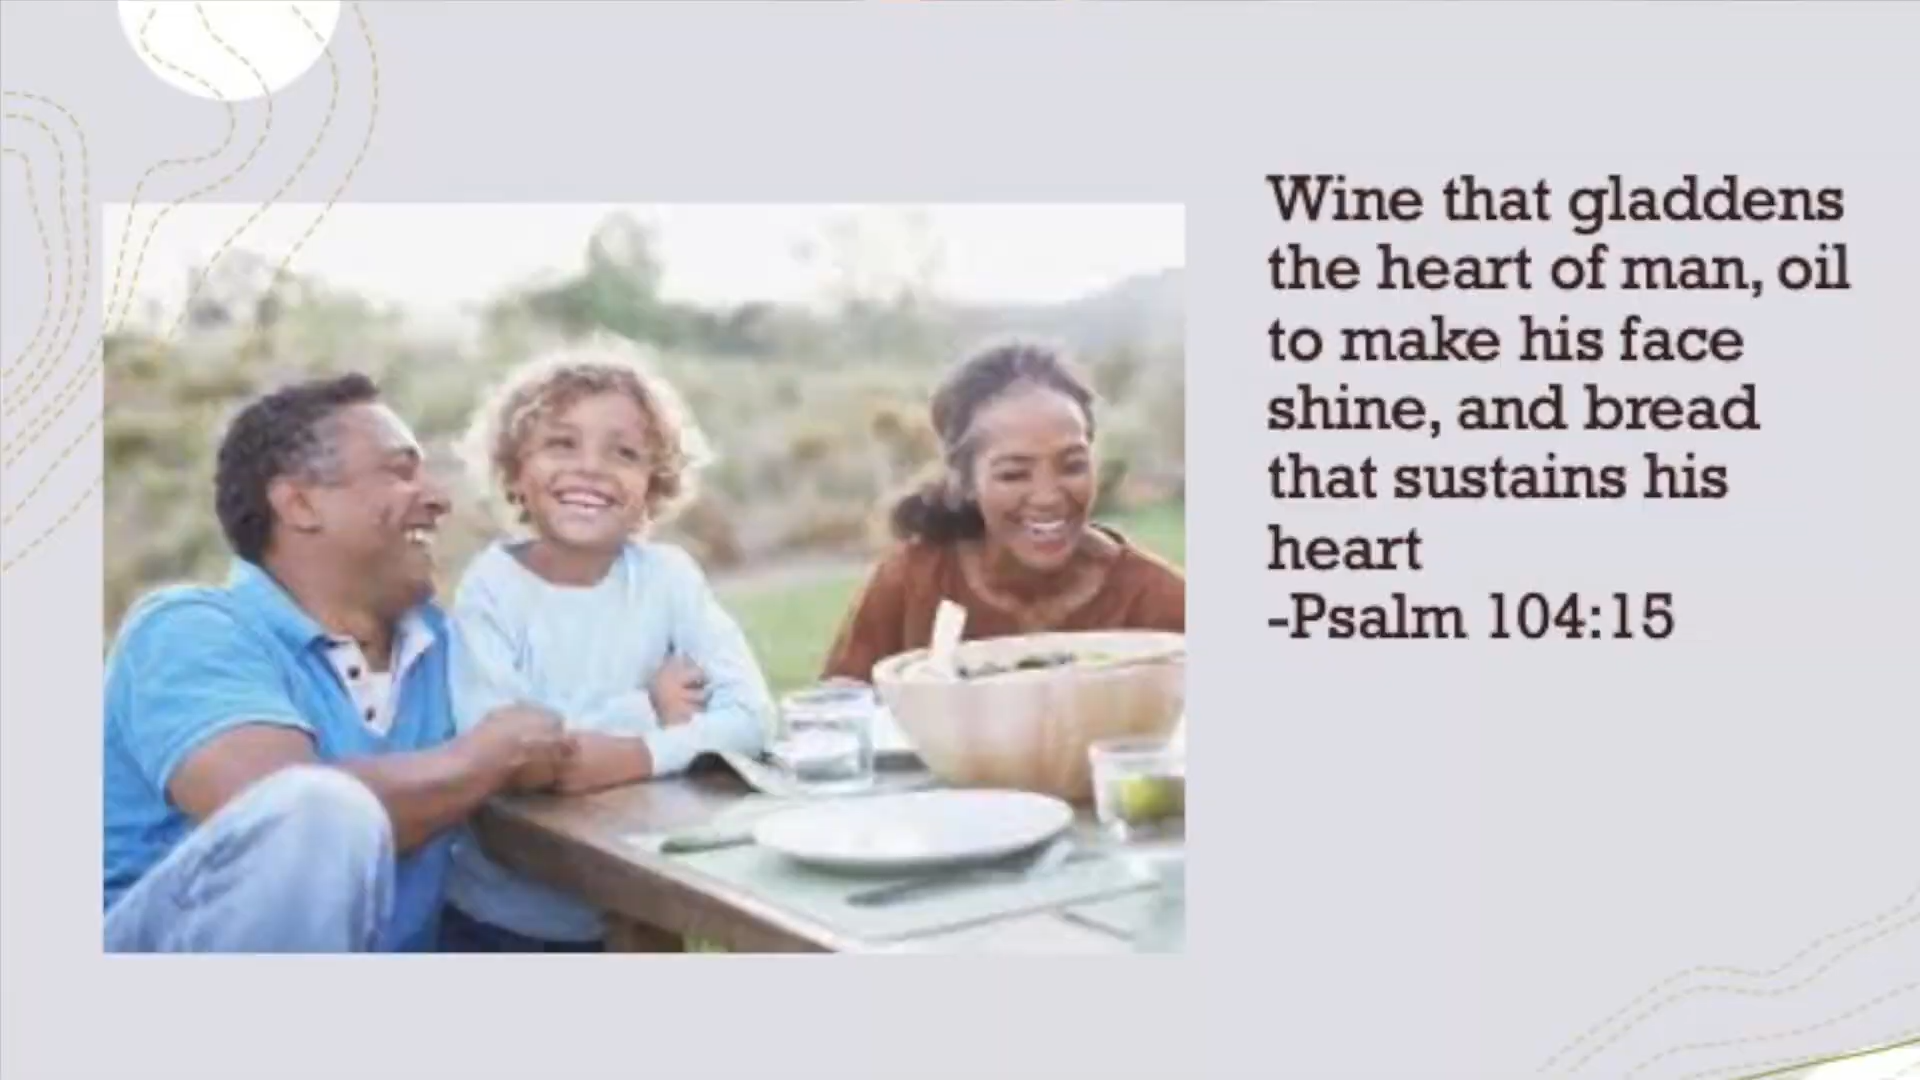 Wine that gladdens
the heart of man, oil
to make his face
shine, and bread
that sustains his
heart
-Psalm 104:15